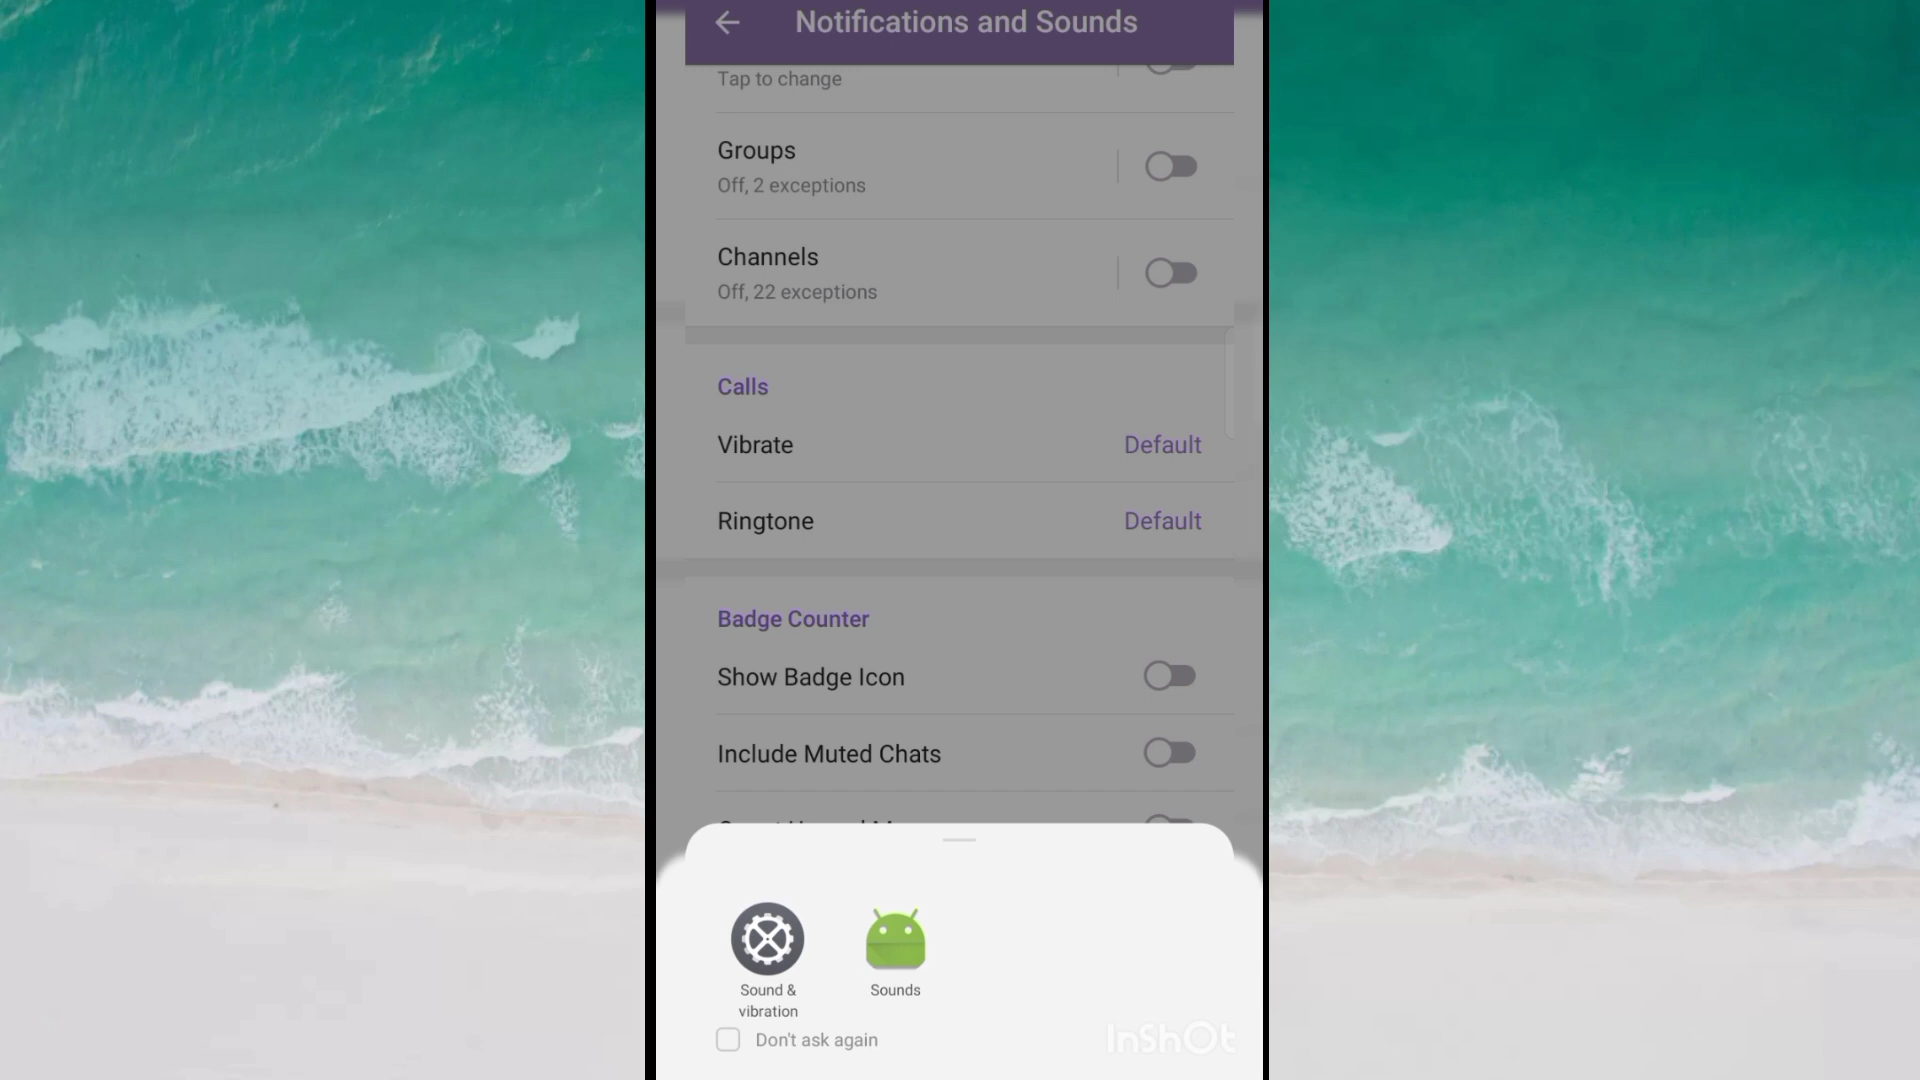 Notifications and Sounds
Tap to change
Groups
Off, 2 exceptions
Channels
Off, 22 exceptions
Calls
Vibrate Default
Ringtone Default
Badge Counter
Show Badge Icon
Include Muted Chats
Sound & vibration
Sounds
Don't ask again
InShOt